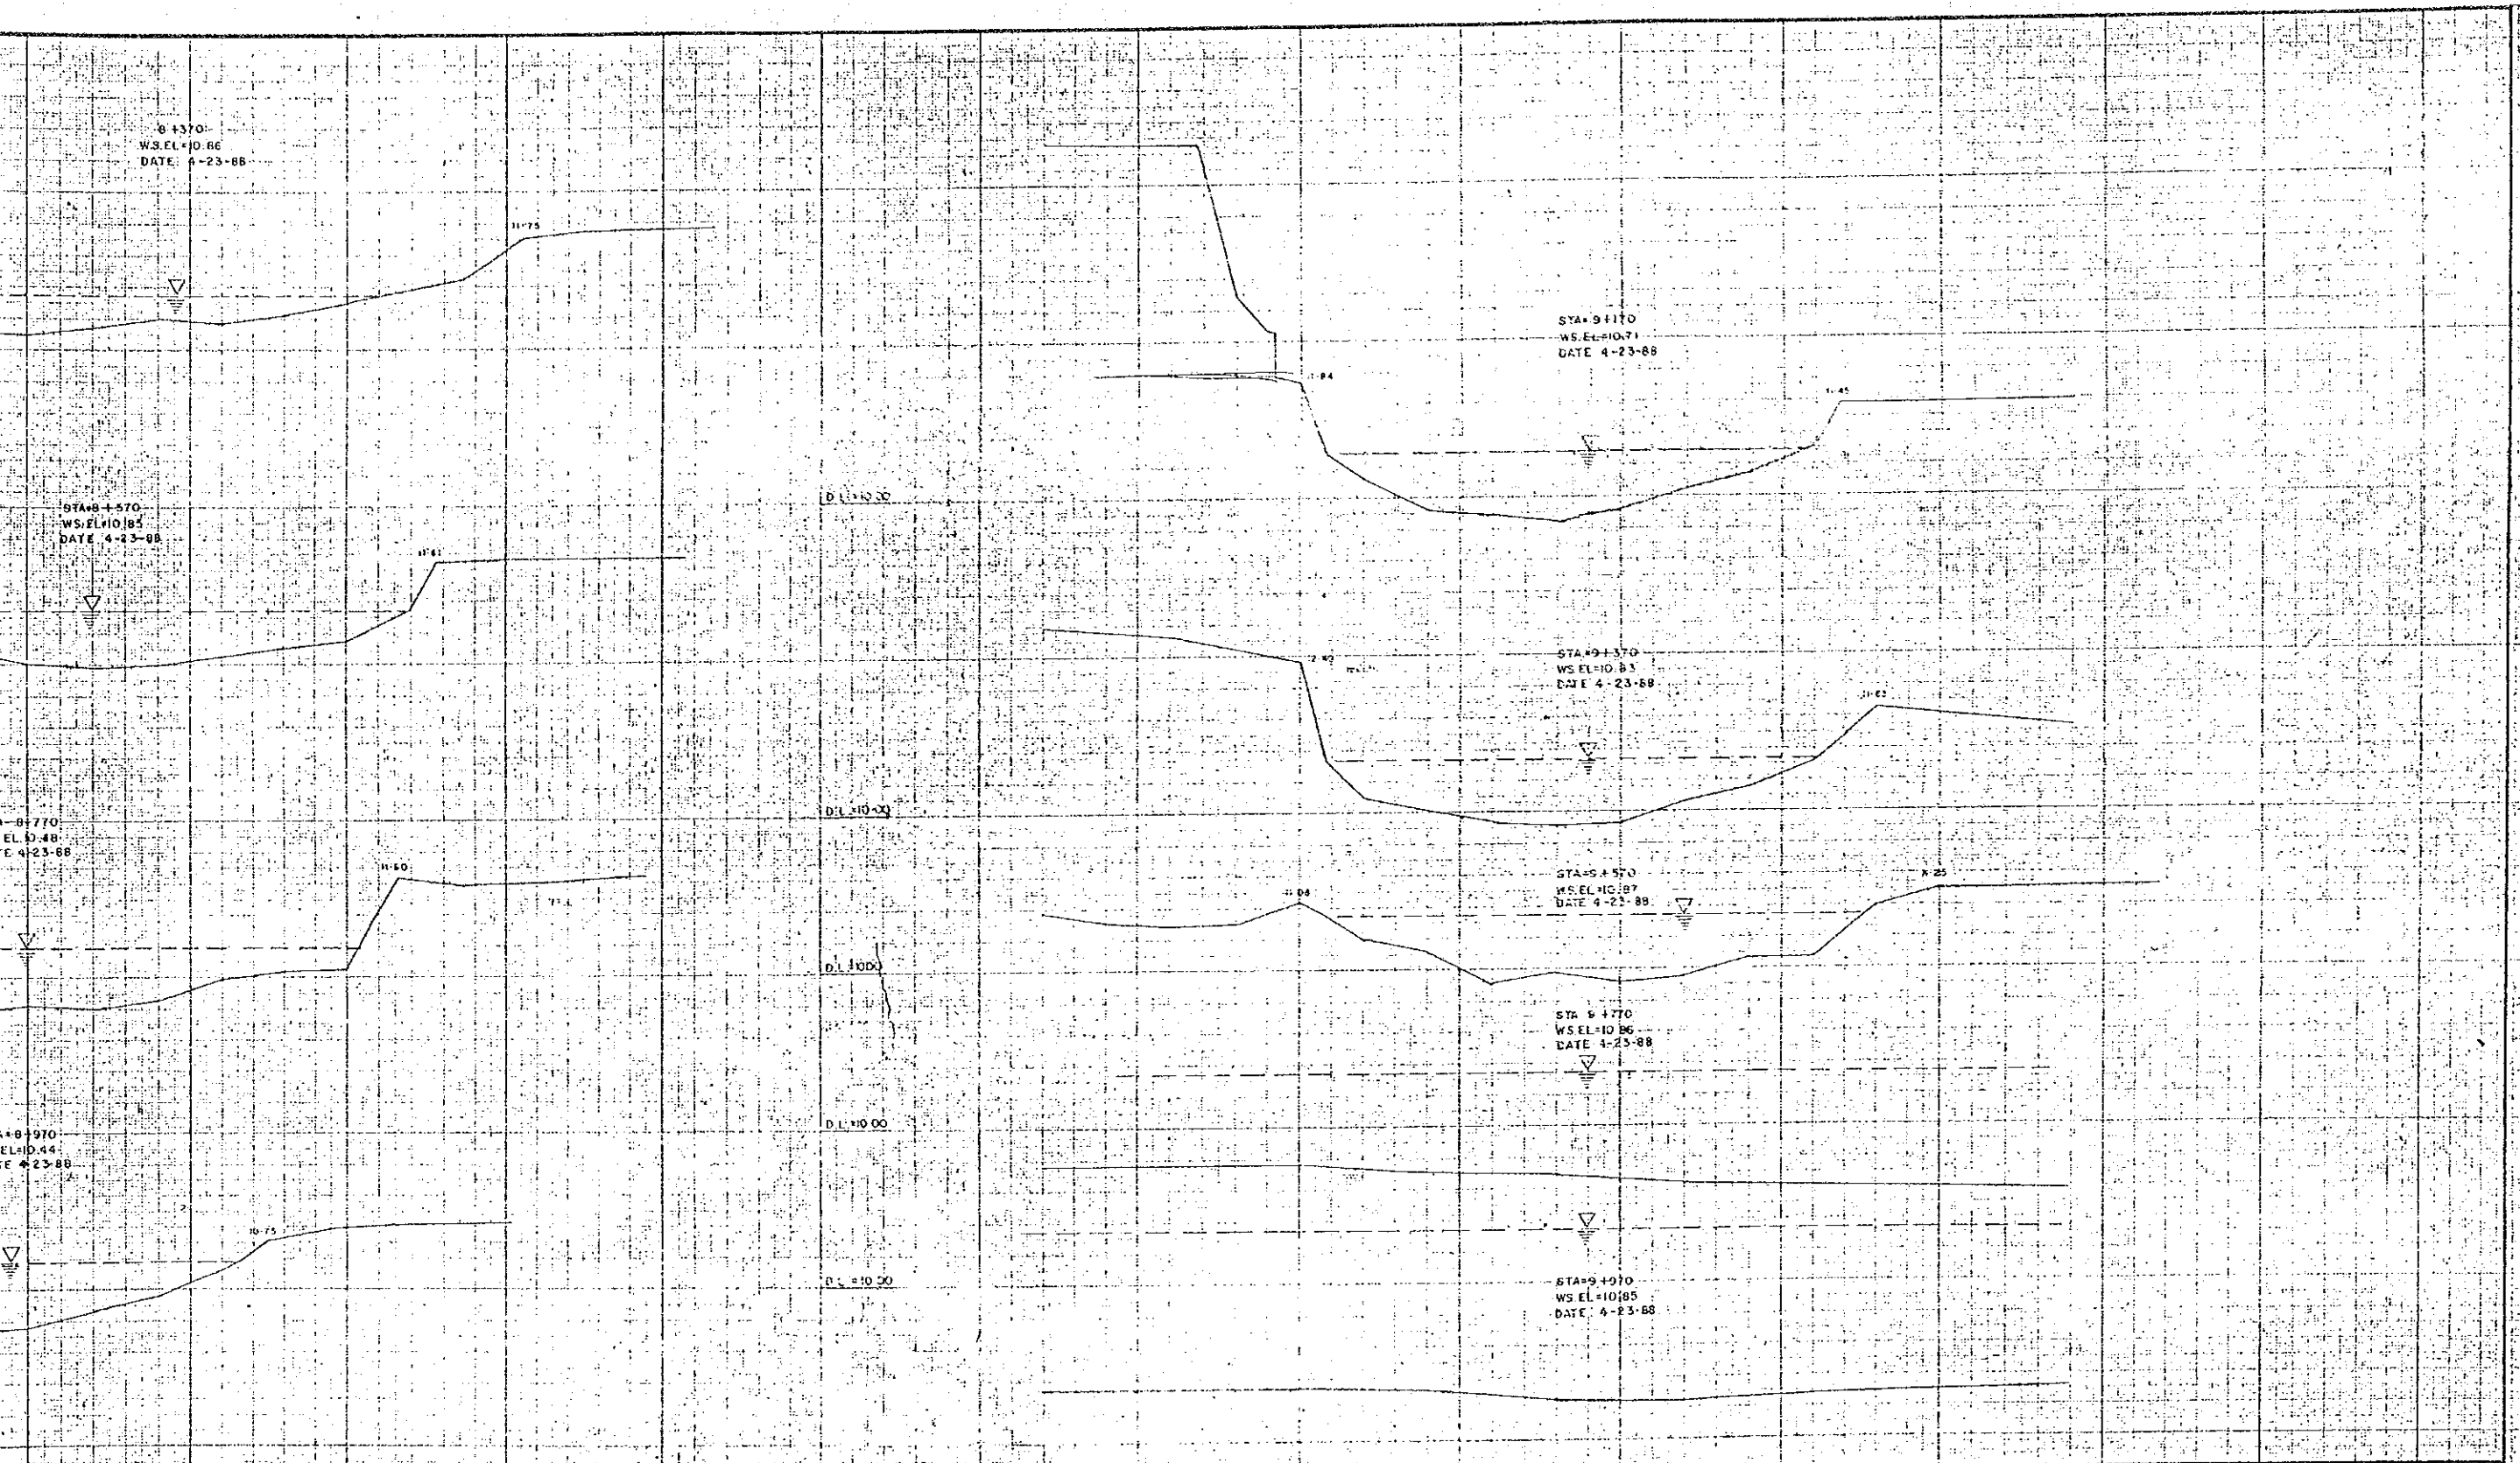 8+370
W.S.EL=10.86
DATE 4-23-88
11-75
STA=8+570
WS.EL=10.85
DATE 4-23-88
8+770
EL.10.48
TE 4-23-88
11-60
8+970
EL=10.44
TE 4-23-88
10-75
STA=9+170
WS.EL=10.71
DATE 4-23-88
D.L=10.00
STA=9+370
WS.EL=10.83
DATE 4-23-88
D.L=10.00
STA=9+570
W.S.EL=10.87
DATE 4-23-88
11-08
D.L=10.00
STA 9+770
WS.EL=10.86
DATE 4-23-88
D.L=10.00
D.L=10.00
STA=9+970
WS.EL=10.85
DATE 4-23-88